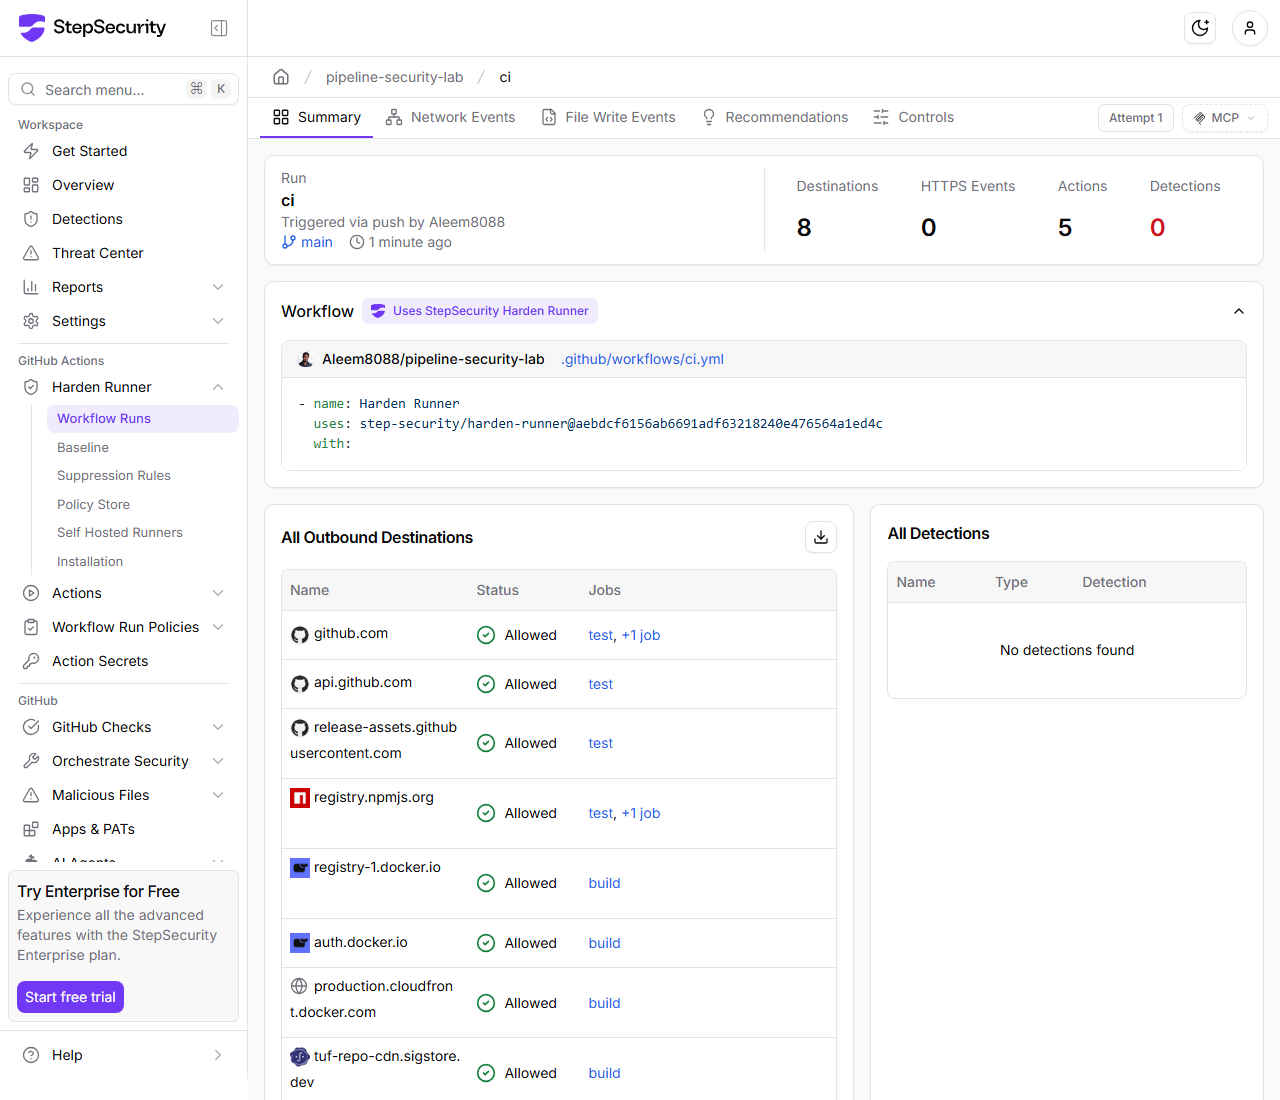 StepSecurity
Search menu...
⌘ K
Workspace
Get Started
Overview
Detections
Threat Center
Reports
Settings
GitHub Actions
Harden Runner
Workflow Runs
Baseline
Suppression Rules
Policy Store
Self Hosted Runners
Installation
Actions
Workflow Run Policies
Action Secrets
GitHub
GitHub Checks
Orchestrate Security
Malicious Files
Apps & PATs
AI Agents
Try Enterprise for Free
Experience all the advanced
features with the StepSecurity
Enterprise plan.
Start free trial
Help
/ pipeline-security-lab / ci
Summary Network Events File Write Events Recommendations Controls Attempt 1 MCP
Run
ci
Triggered via push by Aleem8088
main 1 minute ago
Destinations HTTPS Events Actions Detections
8 0 5 0
Workflow Uses StepSecurity Harden Runner
Aleem8088/pipeline-security-lab .github/workflows/ci.yml
- name: Harden Runner
uses: step-security/harden-runner@aebdcf6156ab6691adf63218240e476564a1ed4c
with:
All Outbound Destinations
Name Status Jobs
github.com Allowed test, +1 job
api.github.com Allowed test
release-assets.github
usercontent.com Allowed test
registry.npmjs.org Allowed test, +1 job
registry-1.docker.io Allowed build
auth.docker.io Allowed build
production.cloudfron
t.docker.com Allowed build
tuf-repo-cdn.sigstore.
dev Allowed build
All Detections
Name Type Detection
No detections found